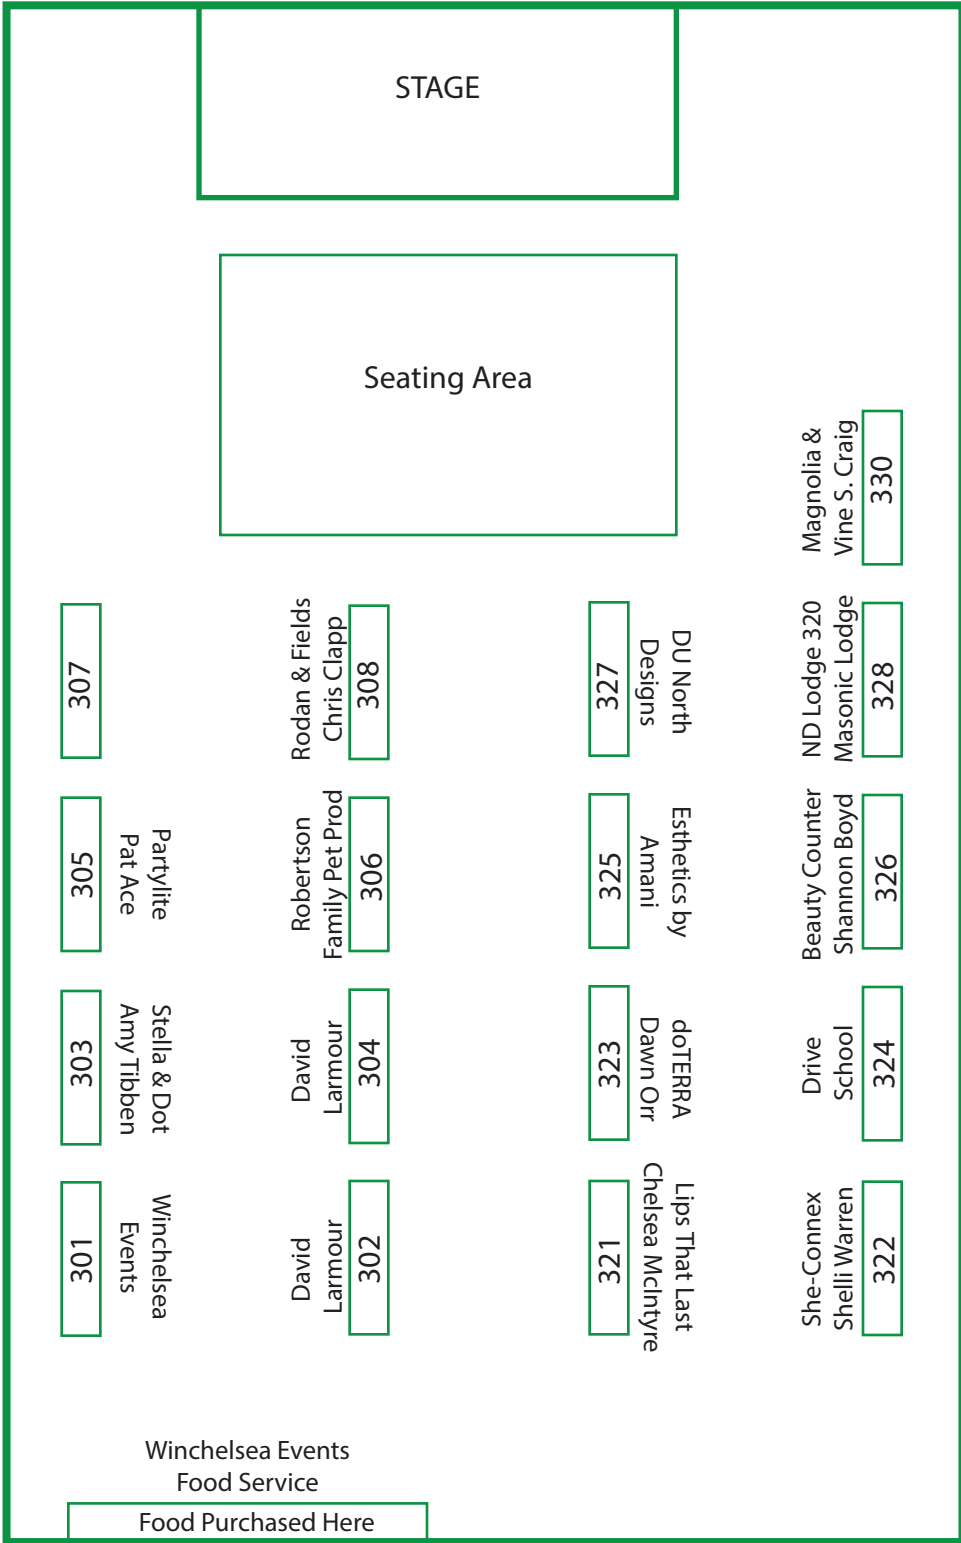 STAGE
Seating Area
Magnolia &
Vine S. Craig
330
307
Rodan & Fields
Chris Clapp
308
327
DU North
Designs
ND Lodge 320
Masonic Lodge
328
305
Partylite
Pat Ace
Robertson
Family Pet Prod
306
325
Esthetics by
Amani
Beauty Counter
Shannon Boyd
326
303
Stella & Dot
Amy Tibben
David
Larmour
304
323
doTERRA
Dawn Orr
Drive
School
324
301
Winchelsea
Events
David
Larmour
302
321
Lips That Last
Chelsea McIntyre
She-Connex
Shelli Warren
322
Winchelsea Events
Food Service
Food Purchased Here